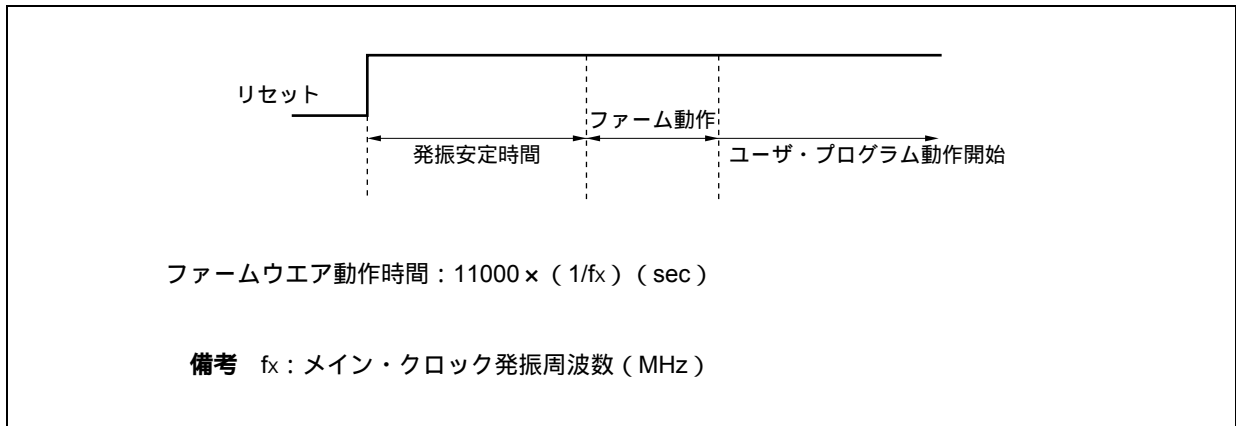 リセット
ファーム動作
発振安定時間
ユーザ・プログラム動作開始
ファームウエア動作時間：11000×（1/fx）（sec）
備考　fx：メイン・クロック発振周波数（MHz）